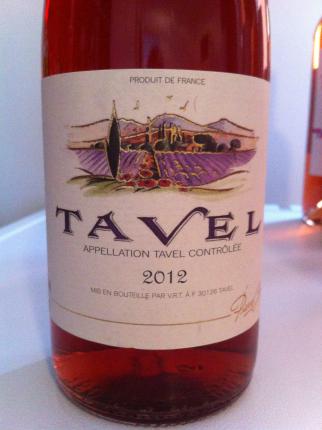 PRODUIT DE FRANCE
TAVEL
APPELLATION TAVEL CONTRÔLÉE
2012
MIS EN BOUTEILLE PAR V.R.T. À F 30126 TAVEL